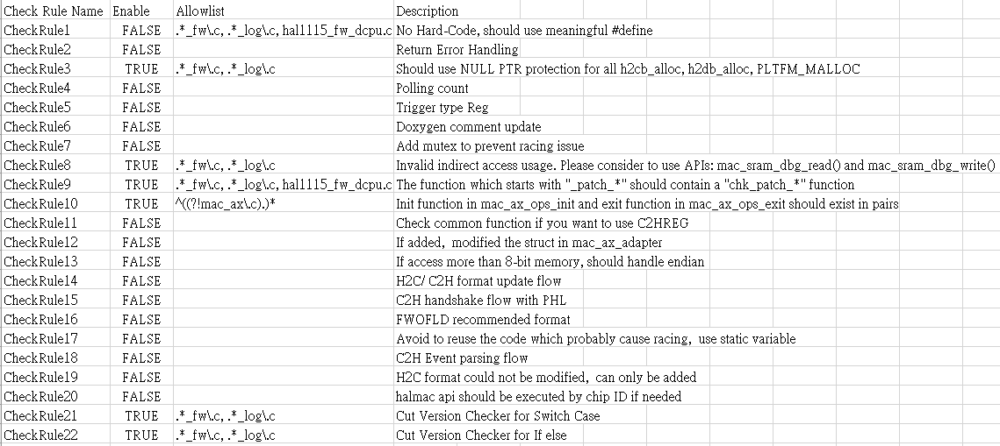 Check Rule Name Enable Allowlist Description
CheckRule1 FALSE .*_fw\.c, .*_log\.c, hal1115_fw_dcpu.c No Hard-Code, should use meaningful #define
CheckRule2 FALSE Return Error Handling
CheckRule3 TRUE .*_fw\.c, .*_log\.c Should use NULL PTR protection for all h2cb_alloc, h2db_alloc, PLTFM_MALLOC
CheckRule4 FALSE Polling count
CheckRule5 FALSE Trigger type Reg
CheckRule6 FALSE Doxygen comment update
CheckRule7 FALSE Add mutex to prevent racing issue
CheckRule8 TRUE .*_fw\.c, .*_log\.c Invalid indirect access usage. Please consider to use APIs: mac_sram_dbg_read() and mac_sram_dbg_write()
CheckRule9 TRUE .*_fw\.c, .*_log\.c, hal1115_fw_dcpu.c The function which starts with "_patch_*" should contain a "chk_patch_*" function
CheckRule10 TRUE ^((?!mac_ax\.c).)* Init function in mac_ax_ops_init and exit function in mac_ax_ops_exit should exist in pairs
CheckRule11 FALSE Check common function if you want to use C2HREG
CheckRule12 FALSE If added, modified the struct in mac_ax_adapter
CheckRule13 FALSE If access more than 8-bit memory, should handle endian
CheckRule14 FALSE H2C/ C2H format update flow
CheckRule15 FALSE C2H handshake flow with PHL
CheckRule16 FALSE FWOFLD recommended format
CheckRule17 FALSE Avoid to reuse the code which probably cause racing, use static variable
CheckRule18 FALSE C2H Event parsing flow
CheckRule19 FALSE H2C format could not be modified, can only be added
CheckRule20 FALSE halmac api should be executed by chip ID if needed
CheckRule21 TRUE .*_fw\.c, .*_log\.c Cut Version Checker for Switch Case
CheckRule22 TRUE .*_fw\.c, .*_log\.c Cut Version Checker for If else